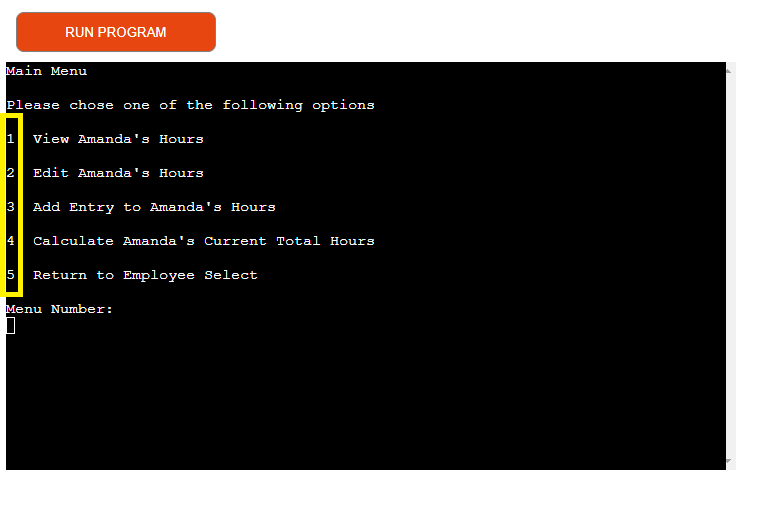 RUN PROGRAM
Main Menu
Please chose one of the following options
1  View Amanda's Hours
2  Edit Amanda's Hours
3  Add Entry to Amanda's Hours
4  Calculate Amanda's Current Total Hours
5  Return to Employee Select
Menu Number: